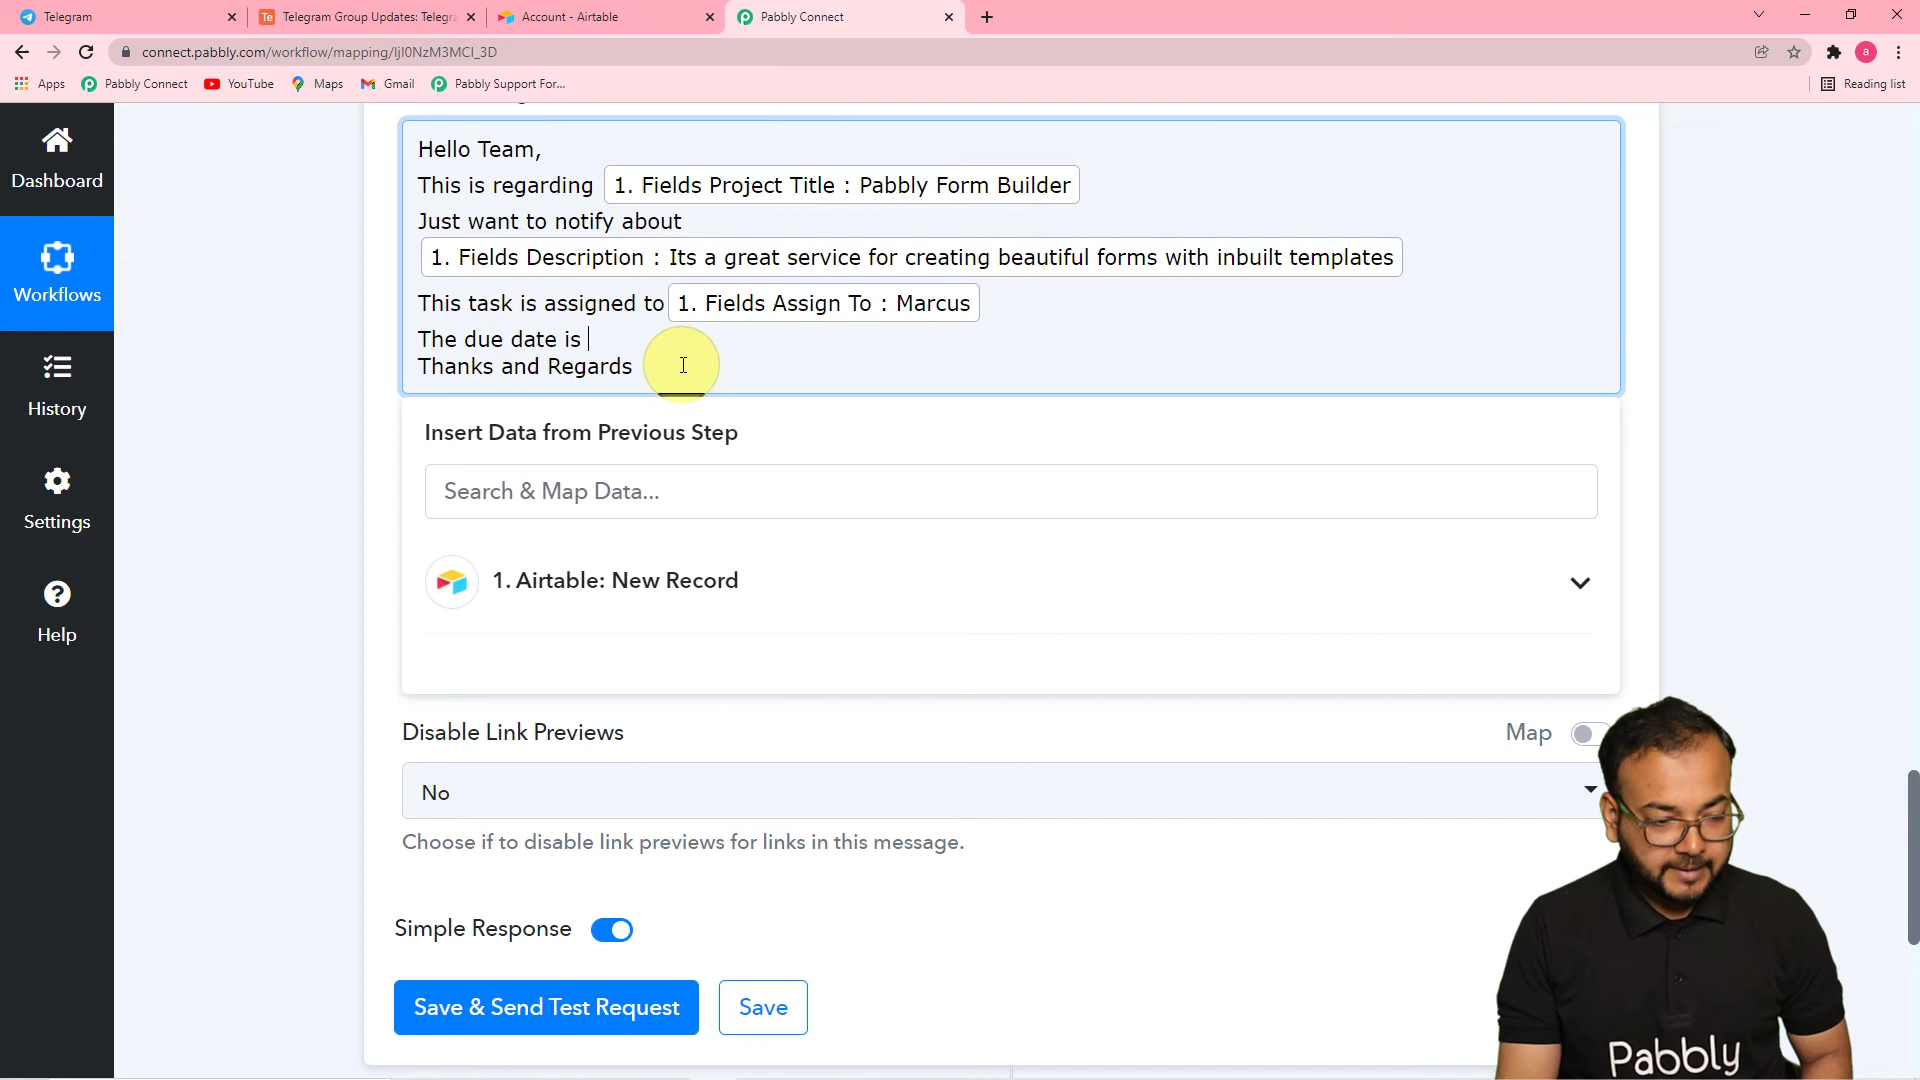 Telegram
Telegram Group Updates: Telegra
Account - Airtable
Pabbly Connect
connect.pabbly.com/workflow/mapping/IjI0NzM3MCI_3D
a
Apps
Pabbly Connect
YouTube
Maps
Gmail
Pabbly Support For...
Reading list
Dashboard
Workflows
History
Settings
Help
Hello Team,
This is regarding 1. Fields Project Title : Pabbly Form Builder
Just want to notify about
1. Fields Description : Its a great service for creating beautiful forms with inbuilt templates
This task is assigned to 1. Fields Assign To : Marcus
The due date is
Thanks and Regards
Insert Data from Previous Step
Search & Map Data...
1. Airtable: New Record
Disable Link Previews
Map
No
Choose if to disable link previews for links in this message.
Simple Response
Save & Send Test Request
Save
Pabbly